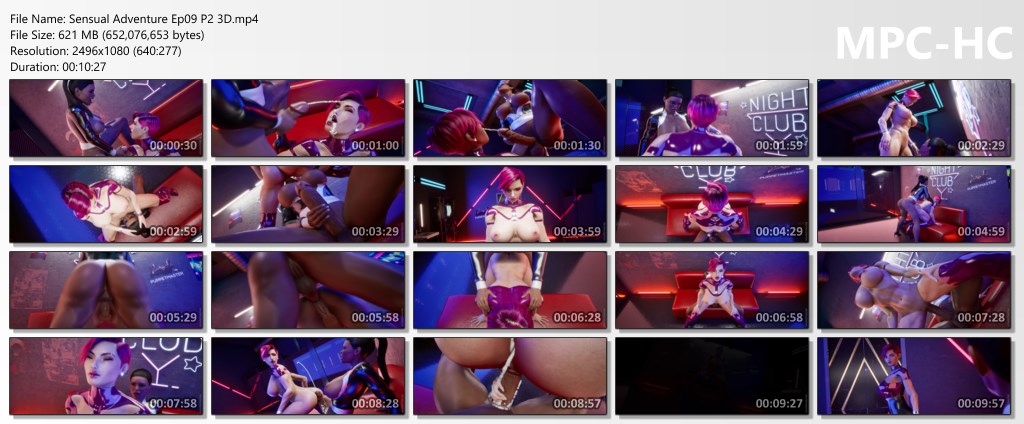 File Name: Sensual Adventure Ep09 P2 3D.mp4
File Size: 621 MB (652,076,653 bytes)
Resolution: 2496x1080 (640:277)
Duration: 00:10:27
MPC-HC
NIGHT
CLUB
00:00:30
00:01:00
00:01:30
00:01:59
00:02:29
CLUB
NIGHT
CLUB
00:02:59
00:03:29
00:03:59
00:04:29
00:04:59
00:05:29
00:05:58
00:06:28
00:06:58
00:07:28
CLUB
00:07:58
00:08:28
00:08:57
00:09:27
00:09:57